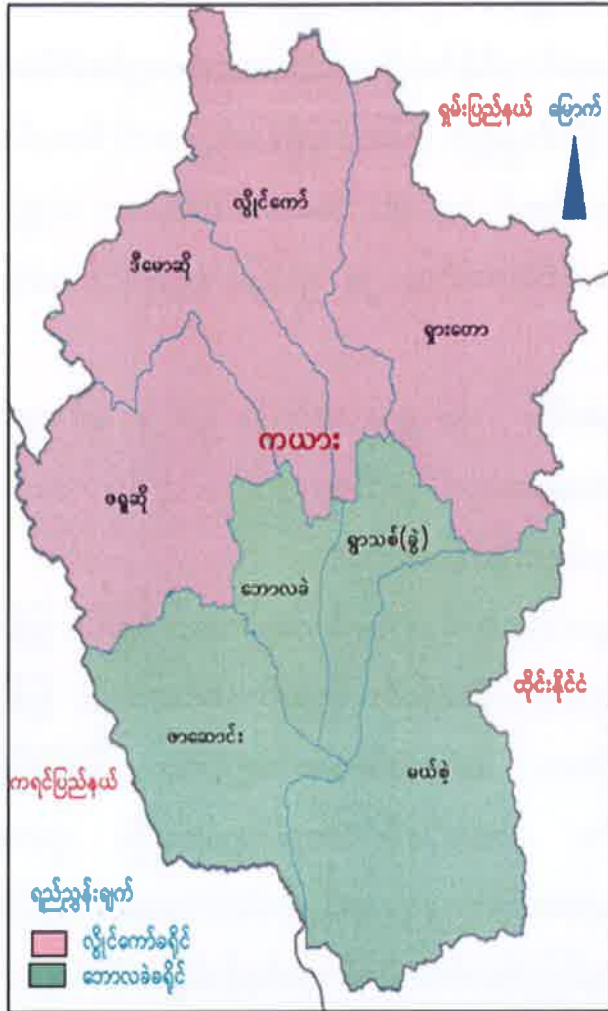 ရှမ်းပြည်နယ် မြောက်
လွိုင်ကော်
ဒီမောဆို
ရှားတော
ကယား
ဖရူဆို
ရွာသစ်(ခွဲ)
ဘောလခဲ
ထိုင်းနိုင်ငံ
ဖာဆောင်း
မယ်စဲ့
ကရင်ပြည်နယ်
ရည်ညွှန်းချက်
လွိုင်ကော်ခရိုင်
ဘောလခဲခရိုင်